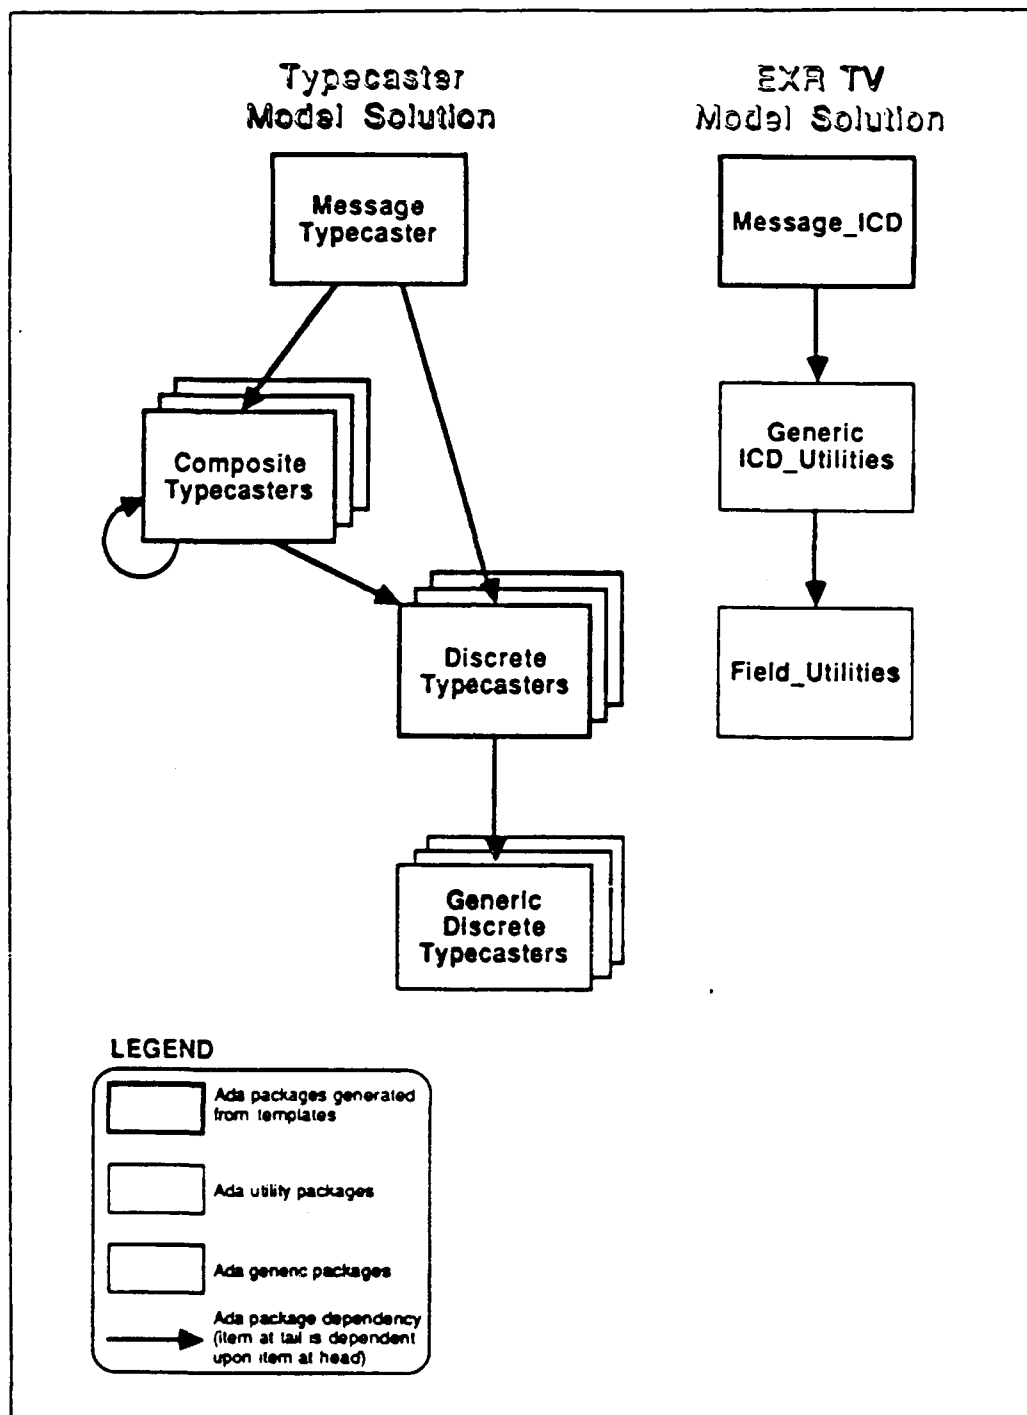 Typecaster
Model Solution
Message
Typecaster
Composite
Typecasters
Discrete
Typecasters
Generic
Discrete
Typecasters
EXR TV
Model Solution
Message_ICD
Generic
ICD_Utilities
Field_Utilities
LEGEND
Ada packages generated
from templates
Ada utility packages
Ada generic packages
Ada package dependency
(item at tail is dependent
upon item at head)